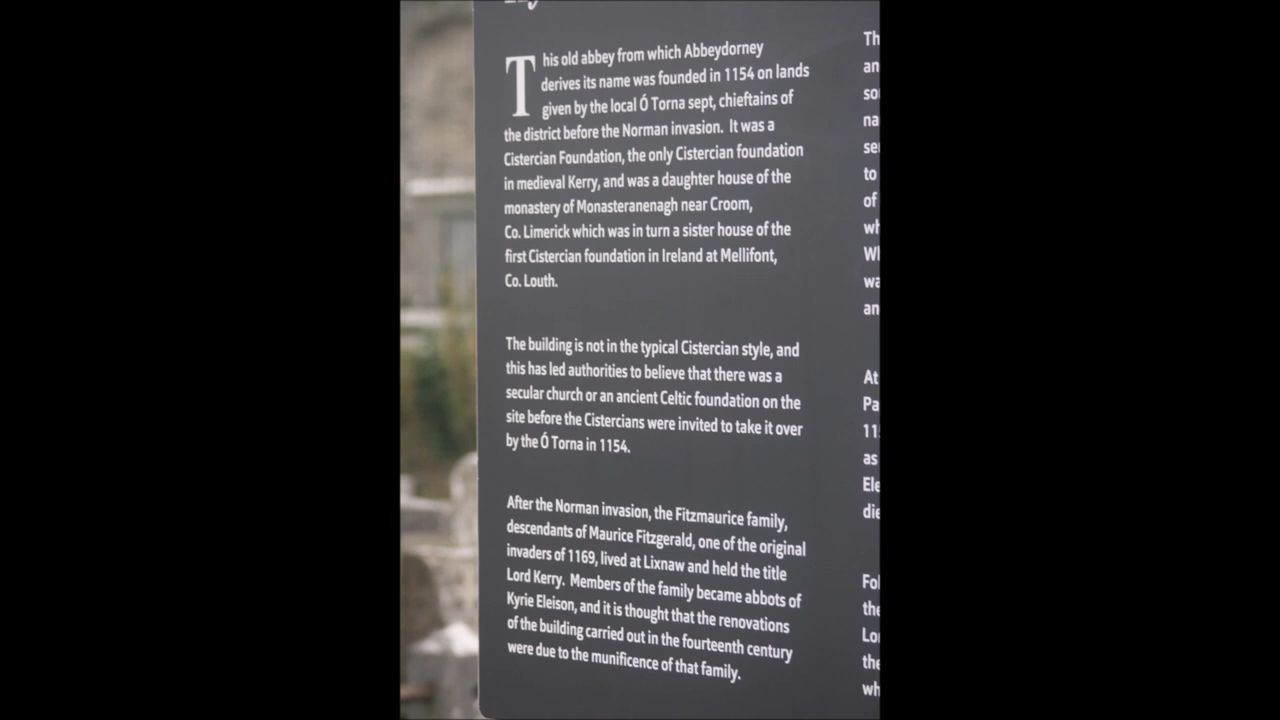 This old abbey from which Abbeydorney
derives its name was founded in 1154 on lands
given by the local Ó Torna sept, chieftains of
the district before the Norman invasion. It was a
Cistercian Foundation, the only Cistercian foundation
in medieval Kerry, and was a daughter house of the
monastery of Monasteranenagh near Croom,
Co. Limerick which was in turn a sister house of the
first Cistercian foundation in Ireland at Mellifont,
Co. Louth.
The building is not in the typical Cistercian style, and
this has led authorities to believe that there was a
secular church or an ancient Celtic foundation on the
site before the Cistercians were invited to take it over
by the Ó Torna in 1154.
After the Norman invasion, the Fitzmaurice family,
descendants of Maurice Fitzgerald, one of the original
invaders of 1169, lived at Lixnaw and held the title
Lord Kerry. Members of the family became abbots of
Kyrie Eleison, and it is thought that the renovations
of the building carried out in the fourteenth century
were due to the munificence of that family.